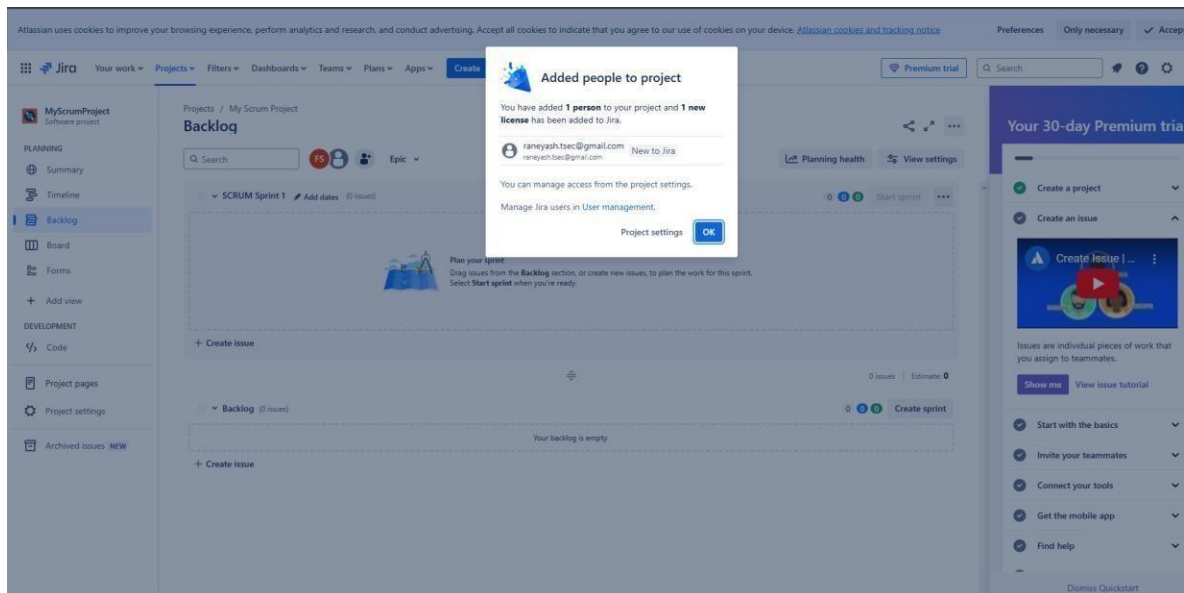 Atlassian uses cookies to improve your browsing experience, perform analytics and research, and conduct advertising. Accept all cookies to indicate that you agree to our use of cookies on your device. Atlassian cookies and tracking notice
Preferences
Only necessary
Accep
Jira
Your work
Projects
Filters
Dashboards
Teams
Plans
Apps
Create
Premium trial
Search
MyScrumProject
Software project
PLANNING
Summary
Timeline
Backlog
Board
Forms
Add view
DEVELOPMENT
Code
Project pages
Project settings
Archived issues NEW
Projects / My Scrum Project
Backlog
Search
FS
Epic
Planning health
View settings
SCRUM Sprint 1 Add dates (0 issues)
0 0 0 Start sprint
Plan your sprint
Drag issues from the Backlog section, or create new issues, to plan the work for this sprint.
Select Start sprint when you're ready.
+ Create issue
0 issues | Estimate: 0
Backlog (0 issues)
0 0 0 Create sprint
Your backlog is empty.
+ Create issue
Added people to project
You have added 1 person to your project and 1 new
license has been added to Jira.
raneyash.tsec@gmail.com New to Jira
raneyash.tsec@gmail.com
You can manage access from the project settings.
Manage Jira users in User management.
Project settings
OK
Your 30-day Premium tria
Create a project
Create an issue
Create Issue | ...
Issues are individual pieces of work that
you assign to teammates.
Show me
View issue tutorial
Start with the basics
Invite your teammates
Connect your tools
Get the mobile app
Find help
Dismiss Quickstart